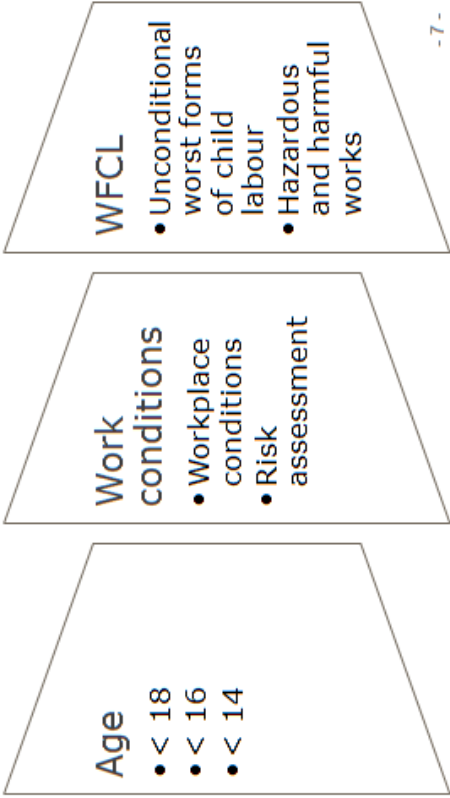 Age
• < 18
• < 16
• < 14
Work
conditions
• Workplace
conditions
• Risk
assessment
WFCL
• Unconditional
worst forms
of child
labour
• Hazardous
and harmful
works
- 7 -